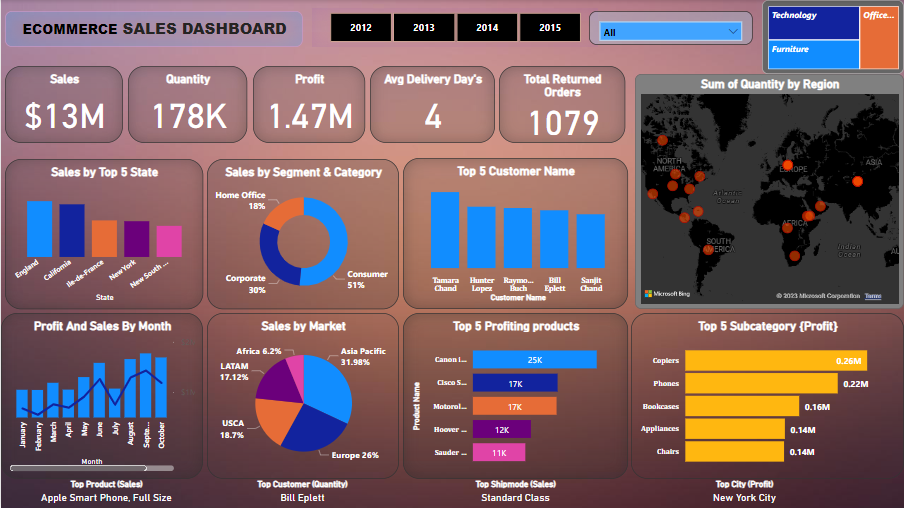 ECOMMERCE SALES DASHBOARD
2012
2013
2014
2015
All
Technology
Office...
Furniture
Sales
$13M
Quantity
178K
Profit
1.47M
Avg Delivery Day's
4
Total Returned
Orders
1079
Sum of Quantity by Region
NORTH
AMERICA
EUROPE
ASIA
Atlantic
Ocean
AFRICA
SOUTH
AMERICA
Indian
Ocean
Microsoft Bing
© 2023 Microsoft Corporation
Terms
Sales by Top 5 State
England
California
Ile-de-France
New York
New South ...
State
Sales by Segment & Category
Home Office
18%
Corporate
30%
Consumer
51%
Top 5 Customer Name
Tamara
Chand
Hunter
Lopez
Raymo...
Buch
Bill
Eplett
Sanjit
Chand
Customer Name
Profit And Sales By Month
January
February
March
April
May
June
July
August
Septe...
October
Month
Sales by Market
Africa 6.2%
Asia Pacific
31.98%
LATAM
17.12%
USCA
18.7%
Europe 26%
Top 5 Profiting products
Product Name
Canon i...
25K
Cisco S...
17K
Motorol...
17K
Hoover ...
12K
Sauder ...
11K
Top 5 Subcategory {Profit}
Copiers
0.26M
Phones
0.22M
Bookcases
0.16M
Appliances
0.14M
Chairs
0.14M
Top Product (Sales)
Apple Smart Phone, Full Size
Top Customer (Quantity)
Bill Eplett
Top Shipmode (Sales)
Standard Class
Top City (Profit)
New York City